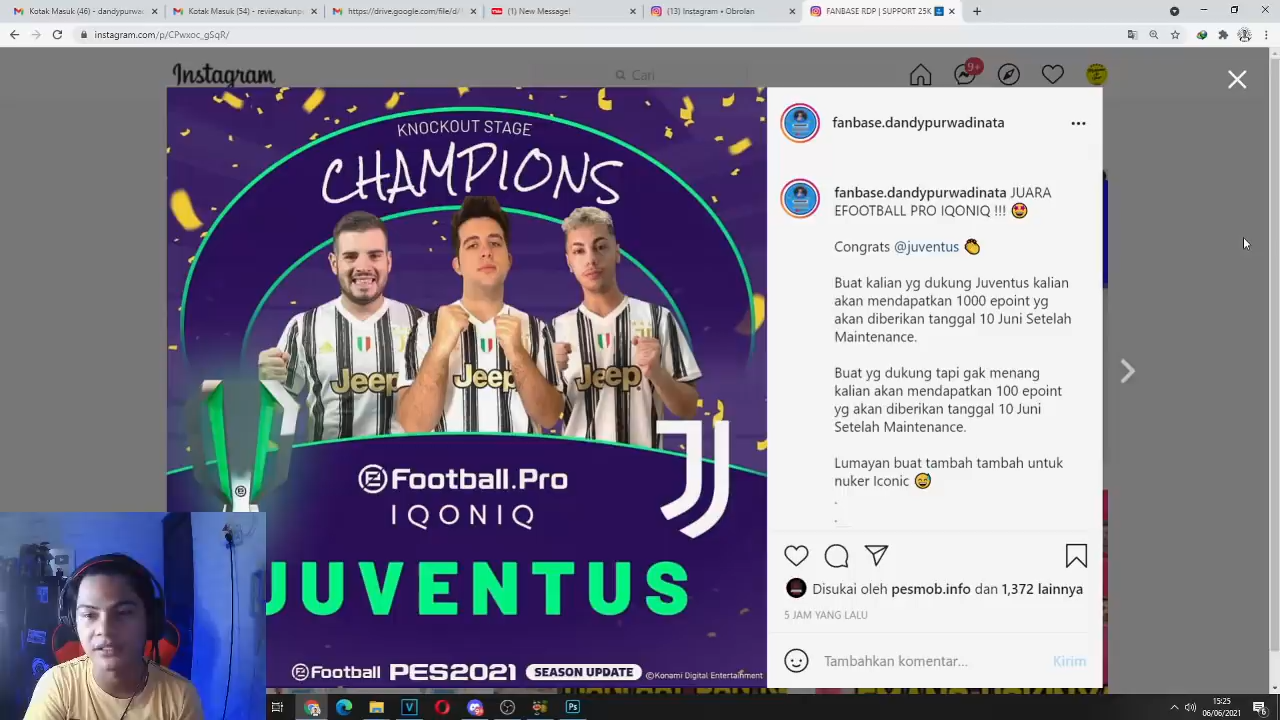 Kotak Masuk (46) - dandypurwad
Kotak Masuk (54) - reviewakunp
https://drive.google.com/file/d/
(1) New Message!
(13) Instagram • Obrolan
FANBASE RDP | SUPPORT 25K
instagram.com/p/CPwxoc_gSqR/
Instagram
Cari
9+
KNOCKOUT STAGE
CHAMPIONS
Jeep
Jeep
Jeep
Football.Pro
IQONIQ
JUVENTUS
Football PES2021 SEASON UPDATE ©Konami Digital Entertainment
fanbase.dandypurwadinata
fanbase.dandypurwadinata JUARA
EFOOTBALL PRO IQONIQ !!! 🤩
Congrats @juventus 👏
Buat kalian yg dukung Juventus kalian
akan mendapatkan 1000 epoint yg
akan diberikan tanggal 10 Juni Setelah
Maintenance.
Buat yg dukung tapi gak menang
kalian akan mendapatkan 100 epoint
yg akan diberikan tanggal 10 Juni
Setelah Maintenance.
Lumayan buat tambah tambah untuk
nuker Iconic 😅
.
.
Disukai oleh pesmob.info dan 1,372 lainnya
5 JAM YANG LALU
Tambahkan komentar...
Kirim
15:25
06/06/2021